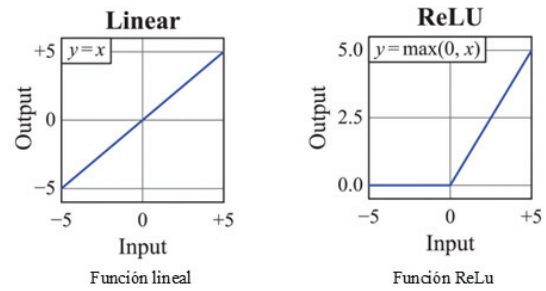 Linear
y=x
+5
0
−5
Output
−5 0 +5
Input
Función lineal
ReLU
y=max(0, x)
5.0
2.5
0.0
Output
−5 0 +5
Input
Función ReLu